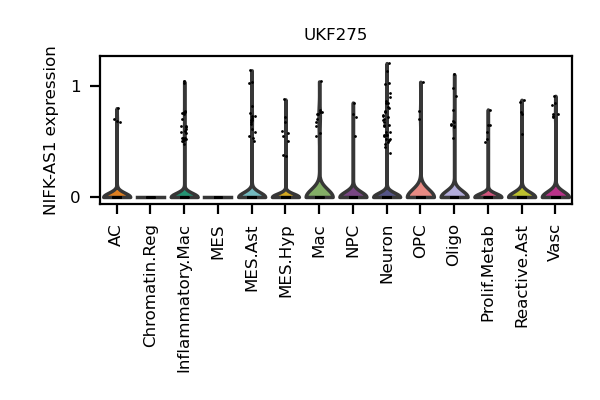 UKF275
NIFK-AS1 expression
1
0
AC
Chromatin.Reg
Inflammatory.Mac
MES
MES.Ast
MES.Hyp
Mac
NPC
Neuron
OPC
Oligo
Prolif.Metab
Reactive.Ast
Vasc